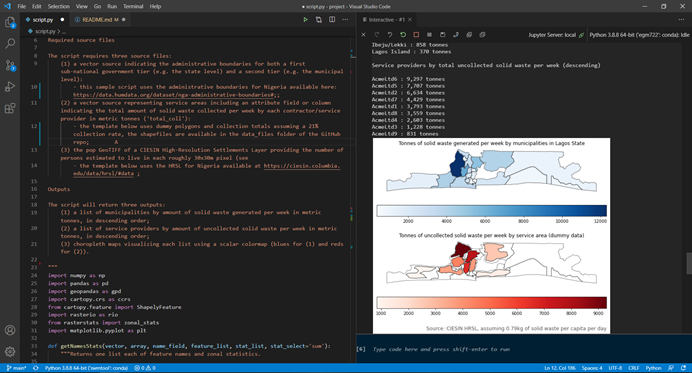 File Edit Selection View Go Run Terminal Help
● script.py - project - Visual Studio Code
script.py
README.md M
Interactive - #1
script.py > ...
Jupyter Server: local
Python 3.8.8 64-bit ('egm722': conda): Idle
6 Required source files
8 The script requires three source files:
9 (1) a vector source indicating the administrative boundaries for both a first
sub-national government tier (e.g. the state level) and a second tier (e.g. the municipal
level):
10 - this sample script uses the administrative boundaries for Nigeria available here:
https://data.humdata.org/dataset/nga-administrative-boundaries#;;
11 (2) a vector source representing service areas including an attribute field or column
indicating the total amount of solid waste collected per week by each contractor/service
provider in metric tonnes ('total_coll'):
12 - the template below uses dummy polygons and collection totals assuming a 21%
collection rate, the shapefiles are available in the data_files folder of the GitHub
repo;
13 (3) the pop GeoTIFF of a CIESIN High-Resolution Settlements Layer providing the number of
persons estimated to live in each roughly 30x30m pixel (see
14 - the template below uses the HRSL for Nigeria available at https://ciesin.columbia.
edu/data/hrsl/#data ;
15
16 Outputs
17
18 The script will return three outputs:
19 (1) a list of municipalities by amount of solid waste generated per week in metric
tonnes, in descending order;
20 (2) a list of service providers by amount of uncollected solid waste per week in metric
tonnes, in descending order;
21 (3) choropleth maps visualizing each list using a scalar colormap (blues for (1) and reds
for (2)).
22
23 """
24 import numpy as np
25 import pandas as pd
26 import geopandas as gpd
27 import cartopy.crs as ccrs
28 from cartopy.feature import ShapelyFeature
29 import rasterio as rio
30 from rasterstats import zonal_stats
31 import matplotlib.pyplot as plt
32
33 def getNamesStats(vector, array, name_field, feature_list, stat_list, stat_select='sum'):
34 """Returns one list each of feature names and zonal statistics.
Ibeju/Lekki : 858 tonnes
Lagos Island : 370 tonnes
Service providers by total uncollected solid waste per week (descending)
Acmeitd6 : 9,297 tonnes
Acmeitd5 : 7,707 tonnes
Acmeitd2 : 6,634 tonnes
Acmeitd7 : 4,429 tonnes
Acmeitd1 : 3,793 tonnes
Acmeitd8 : 3,559 tonnes
Acmeitd4 : 2,603 tonnes
Acmeitd3 : 1,228 tonnes
Acmeitd9 : 831 tonnes
Tonnes of solid waste generated per week by municipalities in Lagos State
2000 4000 6000 8000 10000 12000
Tonnes of uncollected solid waste per week by service area (dummy data)
1000 2000 3000 4000 5000 6000 7000 8000 9000
Source: CIESIN HRSL, assuming 0.79kg of solid waste per capita per day
[6] Type code here and press shift-enter to run
main*
Python 3.8.8 64-bit
0 0
Ln 12, Col 186 Spaces: 4 UTF-8 CRLF Python